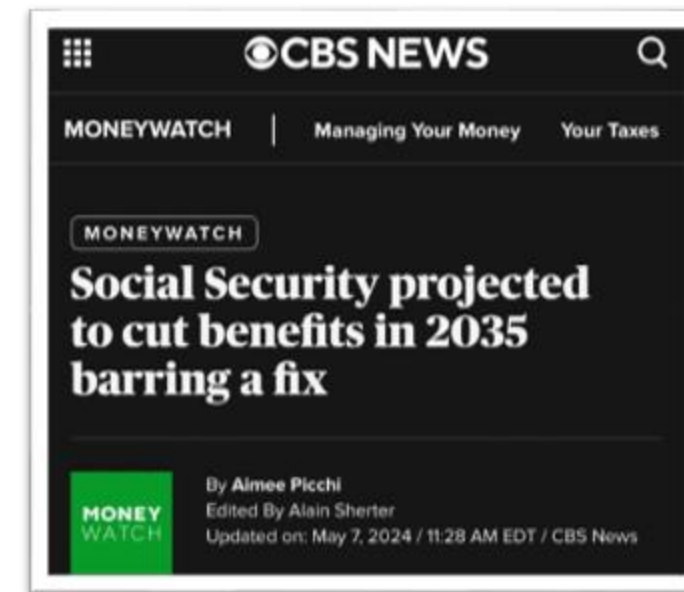 CBS NEWS
MONEYWATCH | Managing Your Money Your Taxes
MONEYWATCH
Social Security projected
to cut benefits in 2035
barring a fix
MONEY
WATCH
By Aimee Picchi
Edited By Alain Sherter
Updated on: May 7, 2024 / 11:28 AM EDT / CBS News